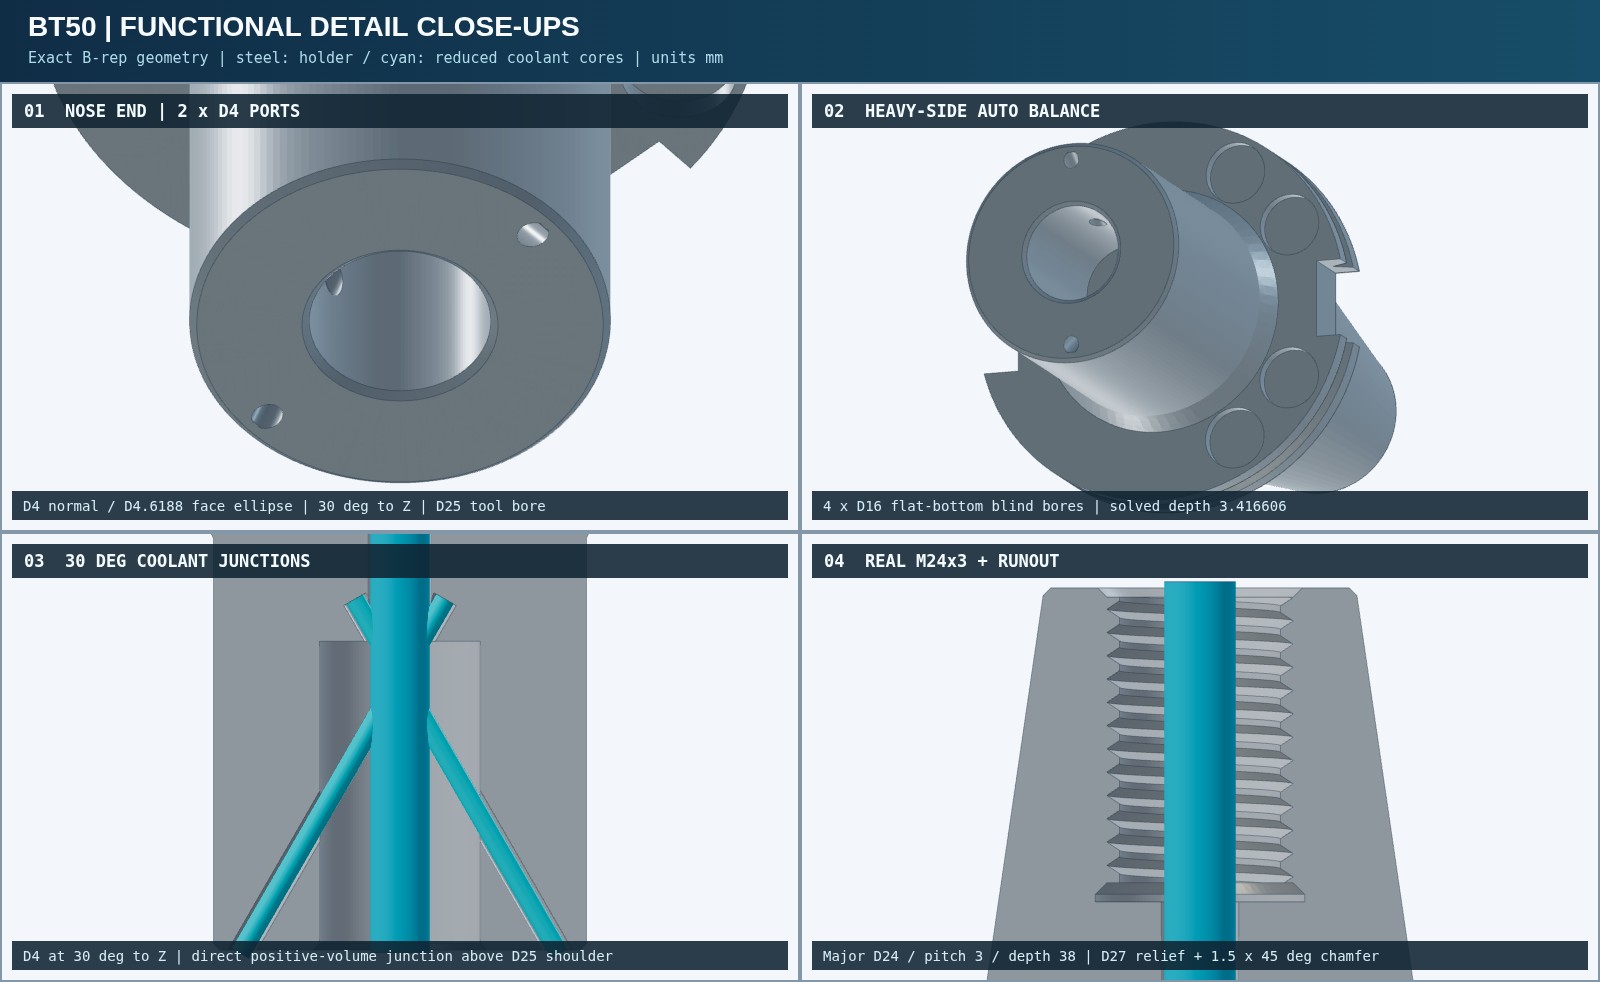 BT50 | FUNCTIONAL DETAIL CLOSE-UPS
Exact B-rep geometry | steel: holder / cyan: reduced coolant cores | units mm
01 NOSE END | 2 x D4 PORTS
02 HEAVY-SIDE AUTO BALANCE
D4 normal / D4.6188 face ellipse | 30 deg to Z | D25 tool bore
4 x D16 flat-bottom blind bores | solved depth 3.416606
03 30 DEG COOLANT JUNCTIONS
04 REAL M24x3 + RUNOUT
D4 at 30 deg to Z | direct positive-volume junction above D25 shoulder
Major D24 / pitch 3 / depth 38 | D27 relief + 1.5 x 45 deg chamfer